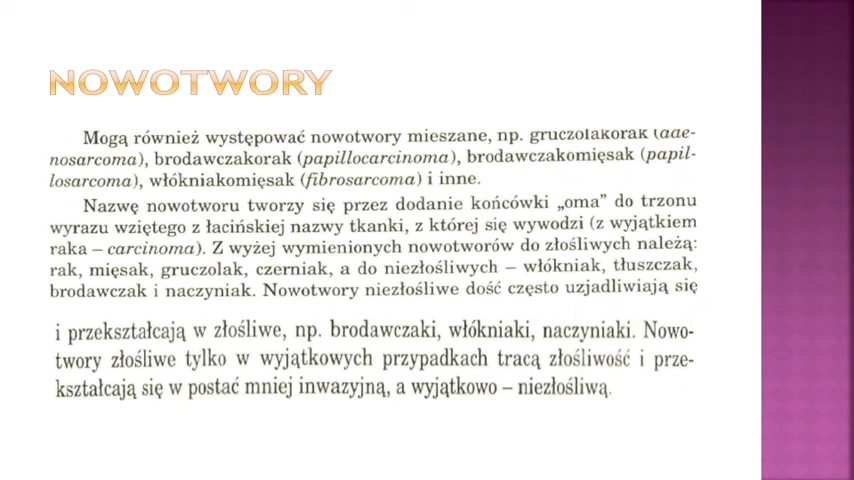 NOWOTWORY
Mogą również występować nowotwory mieszane, np. gruczolakorak (ade-
nosarcoma), brodawczakorak (papillocarcinoma), brodawczakomięsak (papil-
losarcoma), włókniakomięsak (fibrosarcoma) i inne.
Nazwę nowotworu tworzy się przez dodanie końcówki „oma” do trzonu
wyrazu wziętego z łacińskiej nazwy tkanki, z której się wywodzi (z wyjątkiem
raka – carcinoma). Z wyżej wymienionych nowotworów do złośliwych należą:
rak, mięsak, gruczolak, czerniak, a do niezłośliwych – włókniak, tłuszczak,
brodawczak i naczyniak. Nowotwory niezłośliwe dość często uzjadliwiają się
i przekształcają w złośliwe, np. brodawczaki, włókniaki, naczyniaki. Nowo-
twory złośliwe tylko w wyjątkowych przypadkach tracą złośliwość i prze-
kształcają się w postać mniej inwazyjną, a wyjątkowo – niezłośliwą.